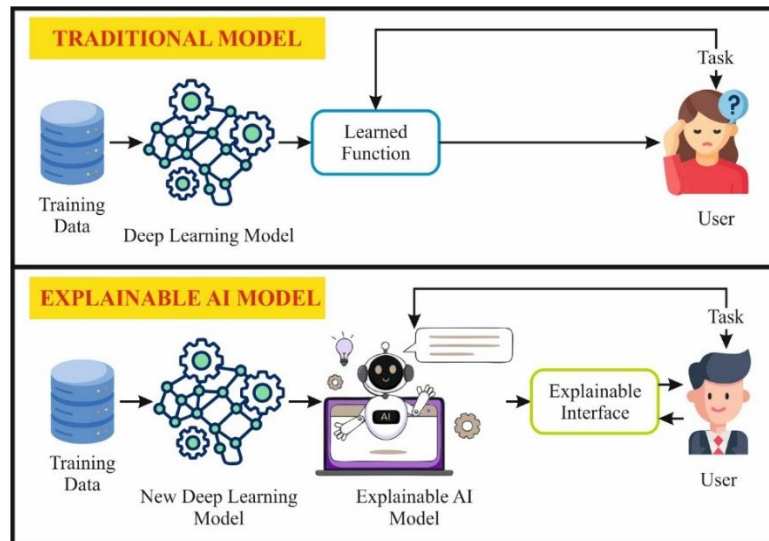 TRADITIONAL MODEL
Task
?
Learned
Function
Training
Data
Deep Learning Model
User
EXPLAINABLE AI MODEL
Task
AI
Explainable
Interface
Training
Data
New Deep Learning
Model
Explainable AI
Model
User